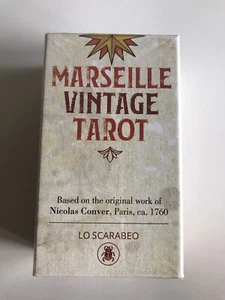 MARSEILLE
VINTAGE
TAROT
Based on the original work of
Nicolas Conver, Paris, ca. 1760
LO SCARABEO